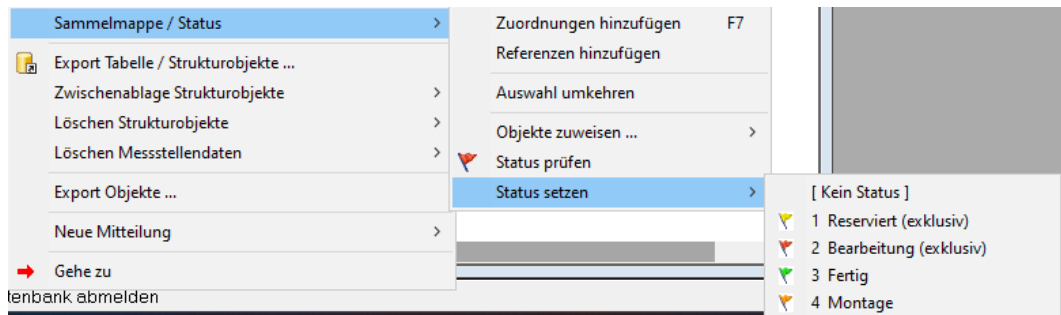 Sammelmappe / Status
Export Tabelle / Strukturobjekte ...
Zwischenablage Strukturobjekte
Löschen Strukturobjekte
Löschen Messstellendaten
Export Objekte ...
Neue Mitteilung
Gehe zu
tenbank abmelden
Zuordnungen hinzufügen F7
Referenzen hinzufügen
Auswahl umkehren
Objekte zuweisen ...
Status prüfen
Status setzen
[ Kein Status ]
1 Reserviert (exklusiv)
2 Bearbeitung (exklusiv)
3 Fertig
4 Montage